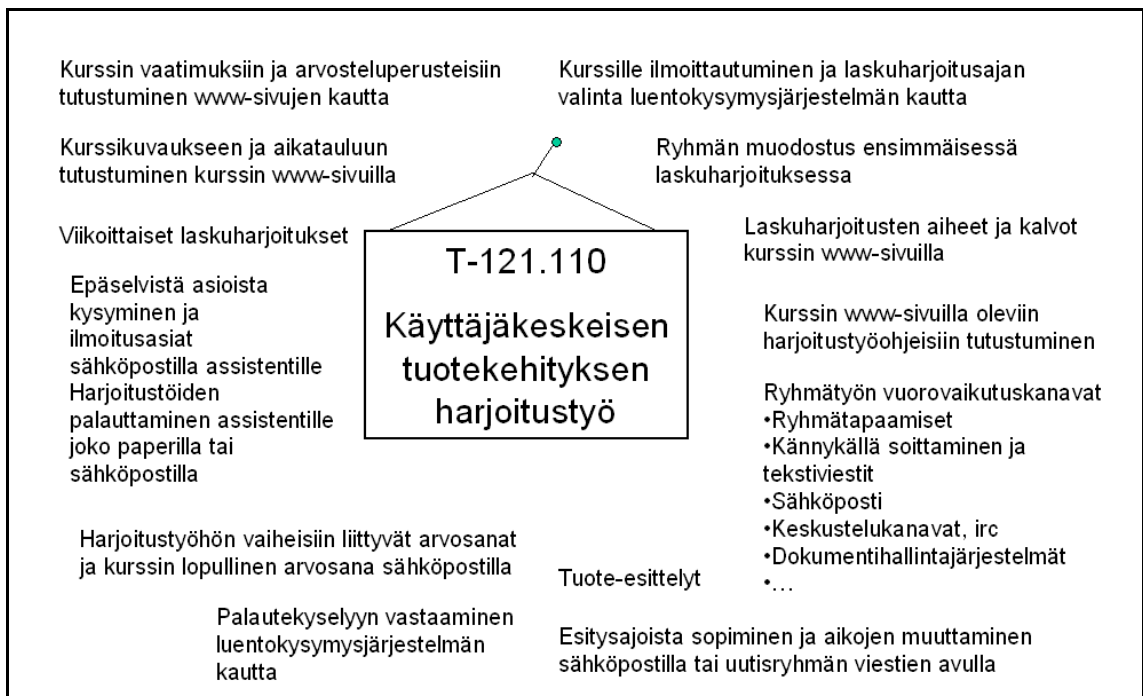 Kurssin vaatimuksiin ja arvosteluperusteisiin
tutustuminen www-sivujen kautta
Kurssille ilmoittautuminen ja laskuharjoitusajan
valinta luentokysymysjärjestelmän kautta
Kurssikuvaukseen ja aikatauluun
tutustuminen kurssin www-sivuilla
Ryhmän muodostus ensimmäisessä
laskuharjoituksessa
Viikoittaiset laskuharjoitukset
Laskuharjoitusten aiheet ja kalvot
kurssin www-sivuilla
T-121.110
Käyttäjäkeskeisen
tuotekehityksen
harjoitustyö
Epäselvistä asioista
kysyminen ja
ilmoitusasiat
sähköpostilla assistentille
Harjoitustöiden
palauttaminen assistentille
joko paperilla tai
sähköpostilla
Kurssin www-sivuilla oleviin
harjoitustyöohjeisiin tutustuminen
Ryhmätyön vuorovaikutuskanavat
•Ryhmätapaamiset
•Kännykällä soittaminen ja
tekstiviestit
•Sähköposti
•Keskustelukanavat, irc
•Dokumentihallintajärjestelmät
•…
Harjoitustyöhön vaiheisiin liittyvät arvosanat
ja kurssin lopullinen arvosana sähköpostilla
Tuote-esittelyt
Palautekyselyyn vastaaminen
luentokysymysjärjestelmän
kautta
Esitysajoista sopiminen ja aikojen muuttaminen
sähköpostilla tai uutisryhmän viestien avulla